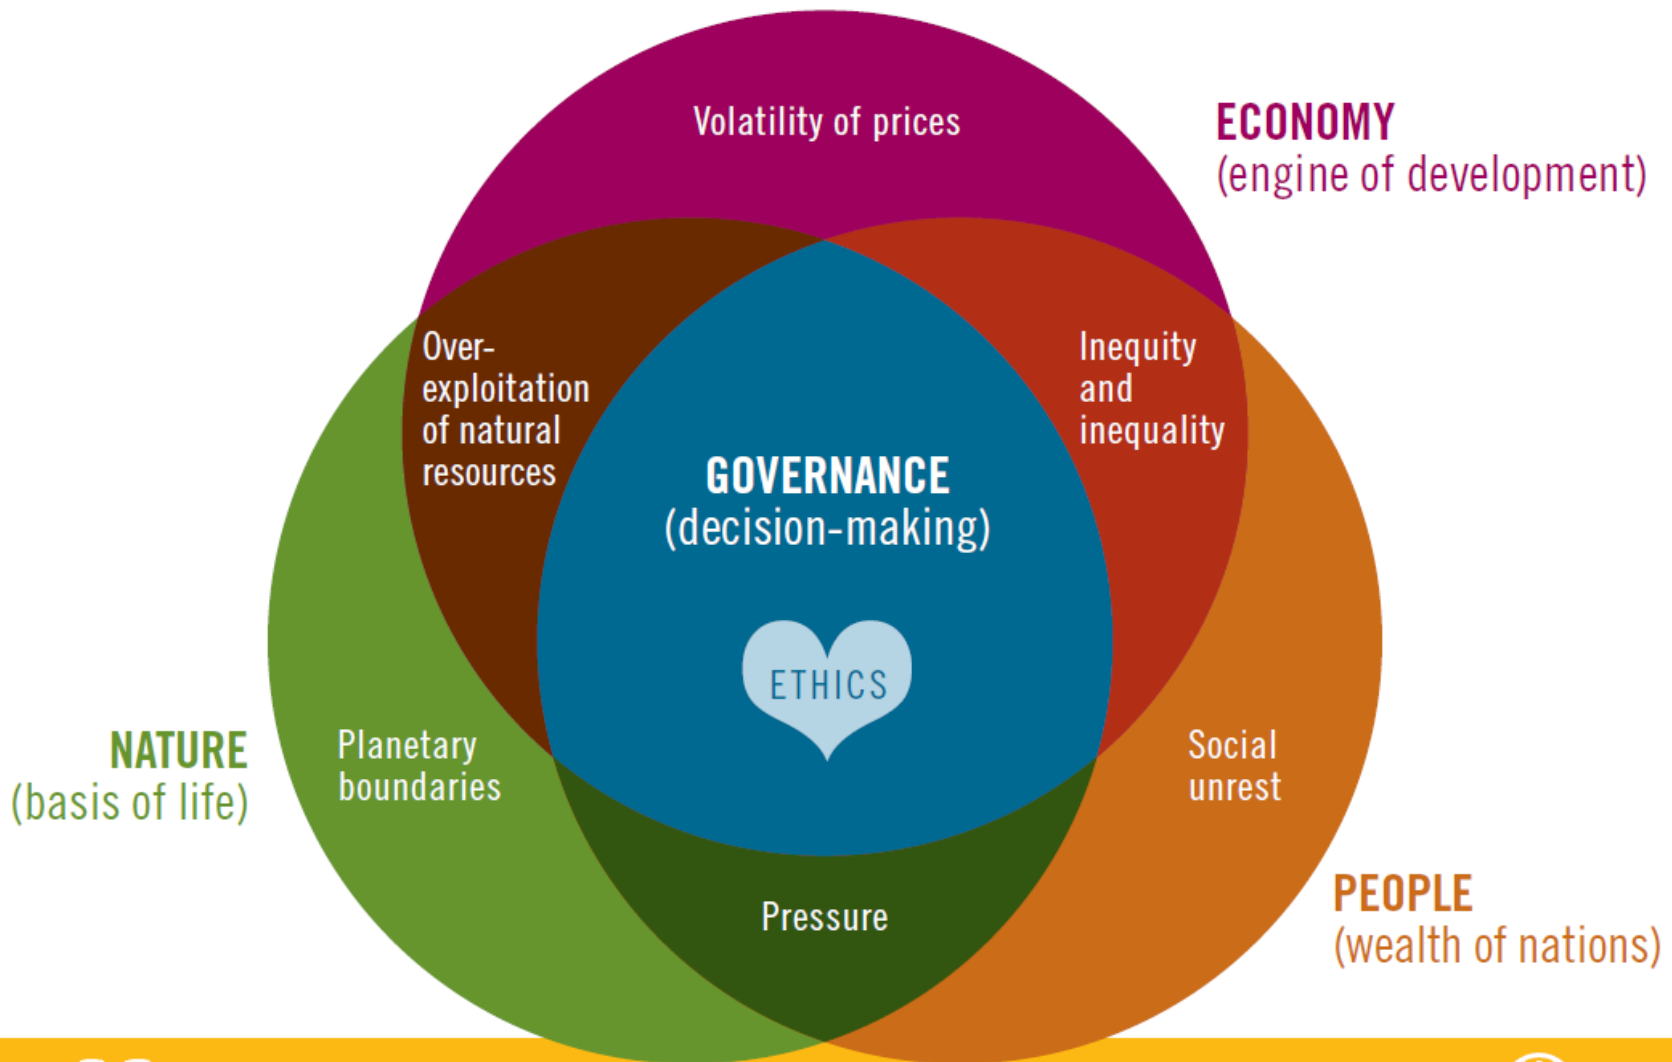 Volatility of prices
ECONOMY
(engine of development)
Over-
exploitation
of natural
resources
Inequity
and
inequality
GOVERNANCE
(decision-making)
ETHICS
NATURE
(basis of life)
Planetary
boundaries
Social
unrest
Pressure
PEOPLE
(wealth of nations)